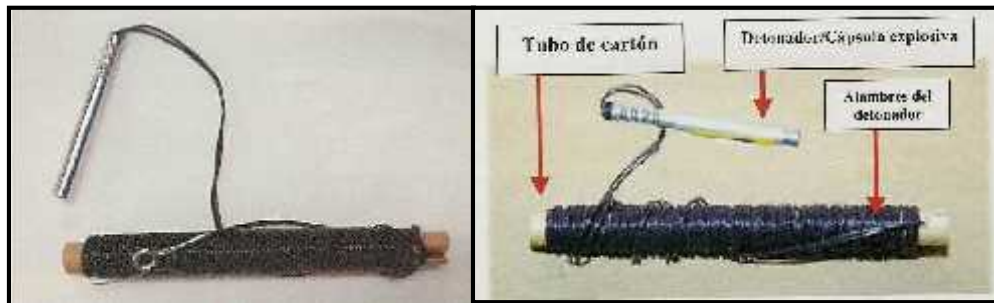 Tubo de cartón
Detonador/Cápsula explosiva
Alambres del
detonador